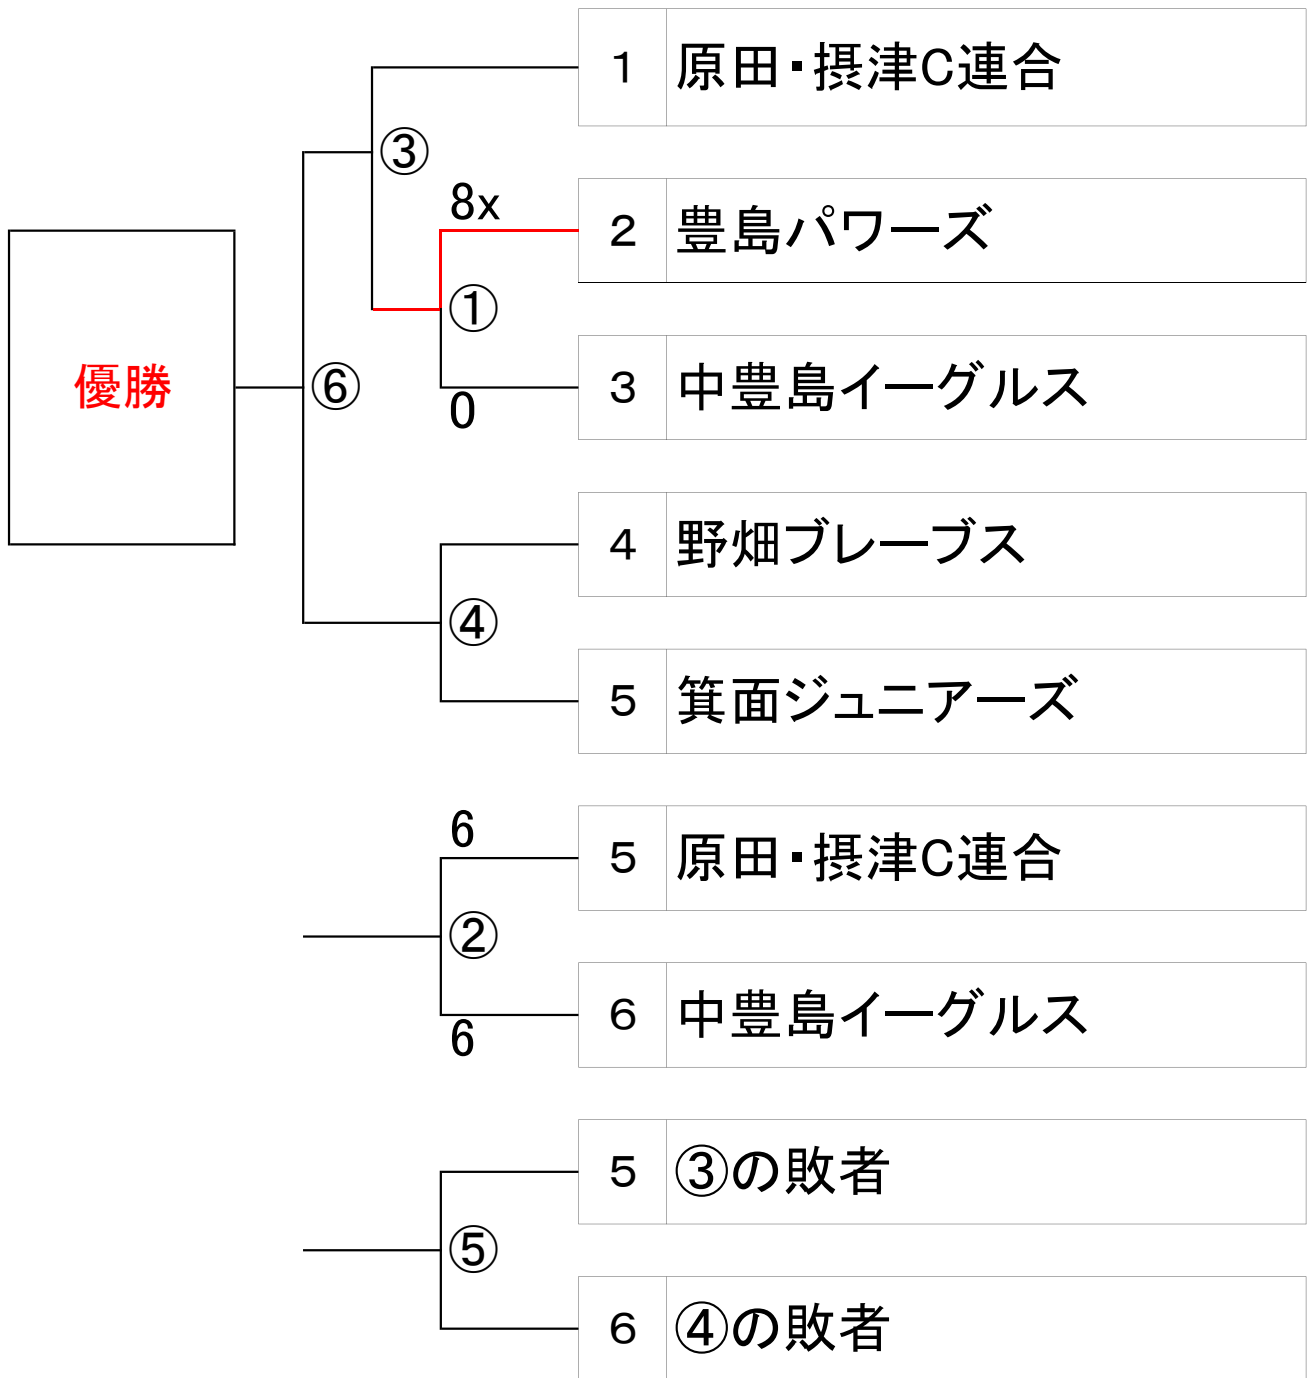 1 原田・摂津C連合
③
8x
2 豊島パワーズ
①
優勝
⑥
3 中豊島イーグルス
0
4 野畑ブレーブス
④
5 箕面ジュニアーズ
6
5 原田・摂津C連合
②
6 中豊島イーグルス
6
5 ③の敗者
⑤
6 ④の敗者